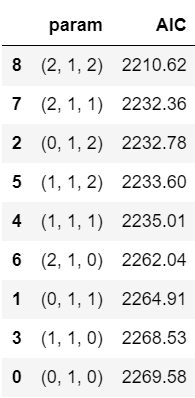 param AIC
8 (2, 1, 2) 2210.62
7 (2, 1, 1) 2232.36
2 (0, 1, 2) 2232.78
5 (1, 1, 2) 2233.60
4 (1, 1, 1) 2235.01
6 (2, 1, 0) 2262.04
1 (0, 1, 1) 2264.91
3 (1, 1, 0) 2268.53
0 (0, 1, 0) 2269.58